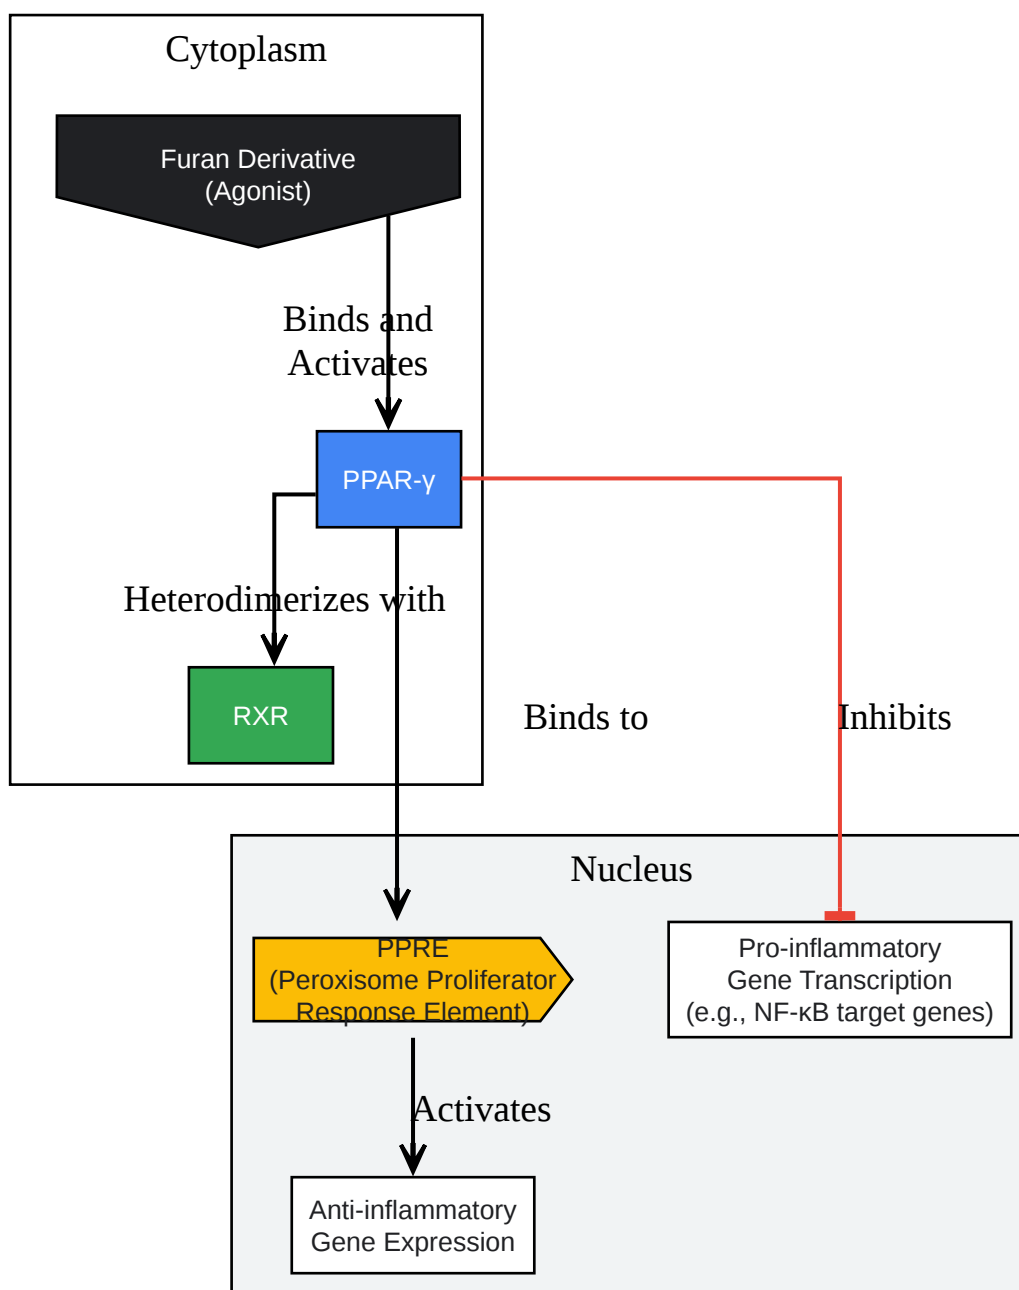 Cytoplasm
Furan Derivative
(Agonist)
Binds and
Activates
PPAR-γ
Heterodimerizes with
RXR
Binds to
Inhibits
Nucleus
PPRE
(Peroxisome Proliferator
Response Element)
Pro-inflammatory
Gene Transcription
(e.g., NF-κB target genes)
Activates
Anti-inflammatory
Gene Expression